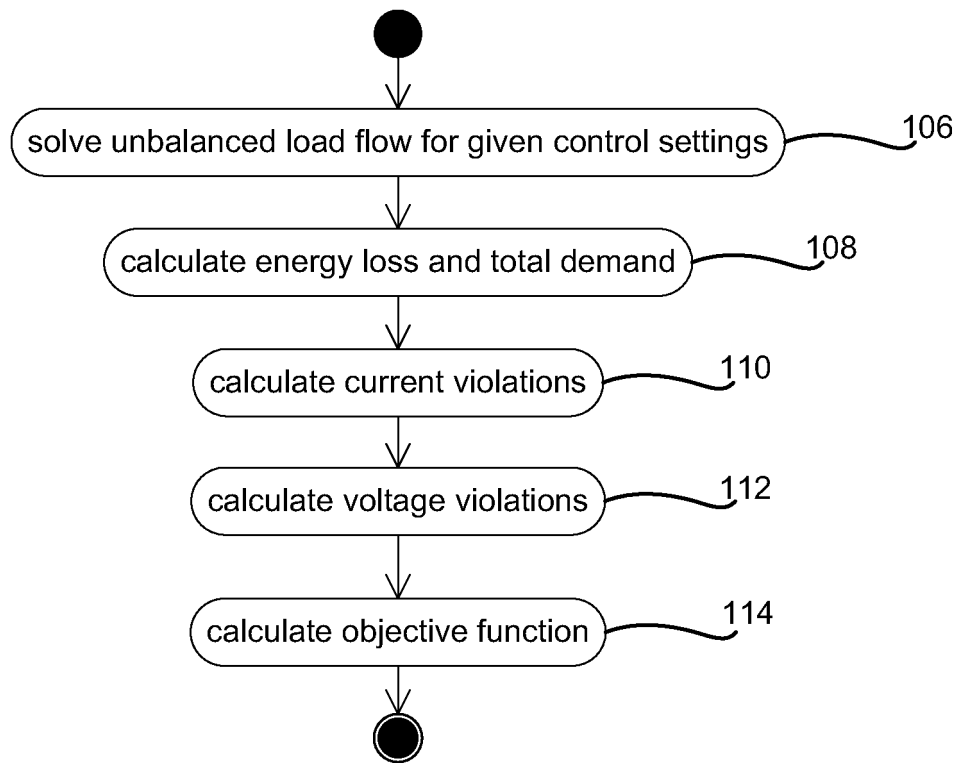 solve unbalanced load flow for given control settings
106
calculate energy loss and total demand
108
calculate current violations
110
calculate voltage violations
112
calculate objective function
114